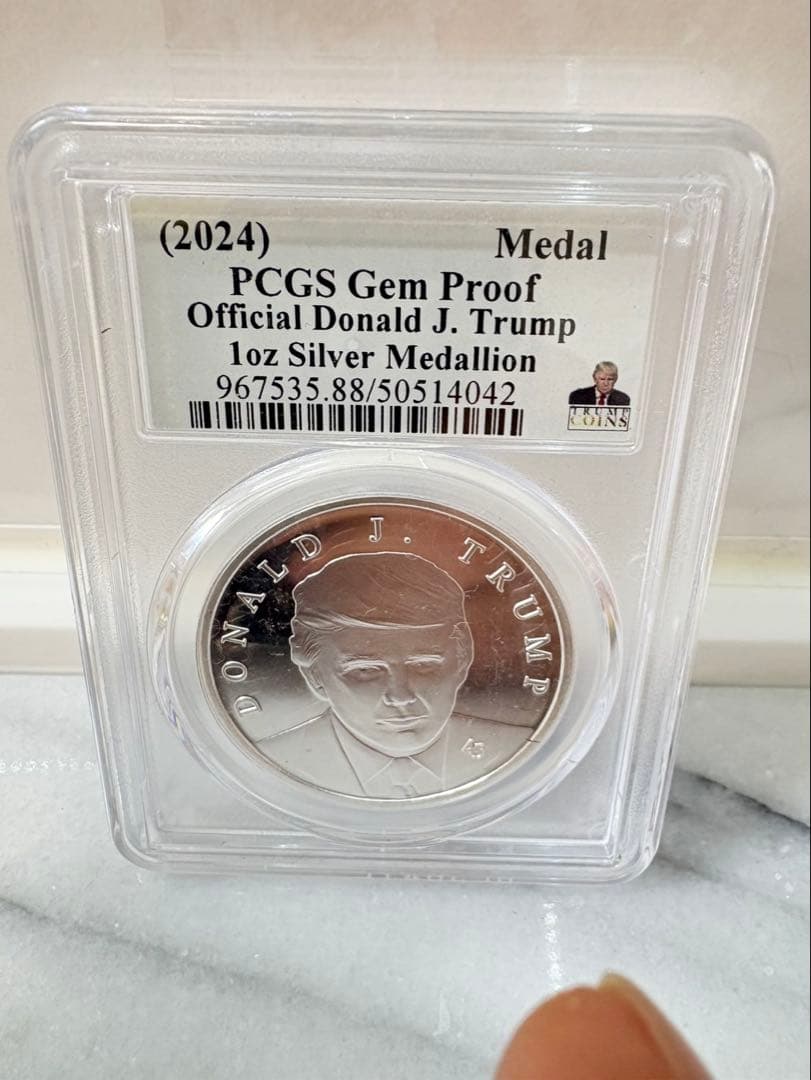 (2024) Medal
PCGS Gem Proof
Official Donald J. Trump
1oz Silver Medallion
967535.88/50514042
TRUMP
COINS
DONALD J. TRUMP